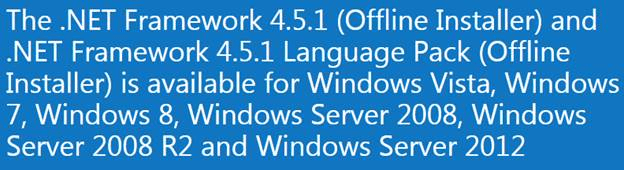 The .NET Framework 4.5.1 (Offline Installer) and
.NET Framework 4.5.1 Language Pack (Offline
Installer) is available for Windows Vista, Windows
7, Windows 8, Windows Server 2008, Windows
Server 2008 R2 and Windows Server 2012